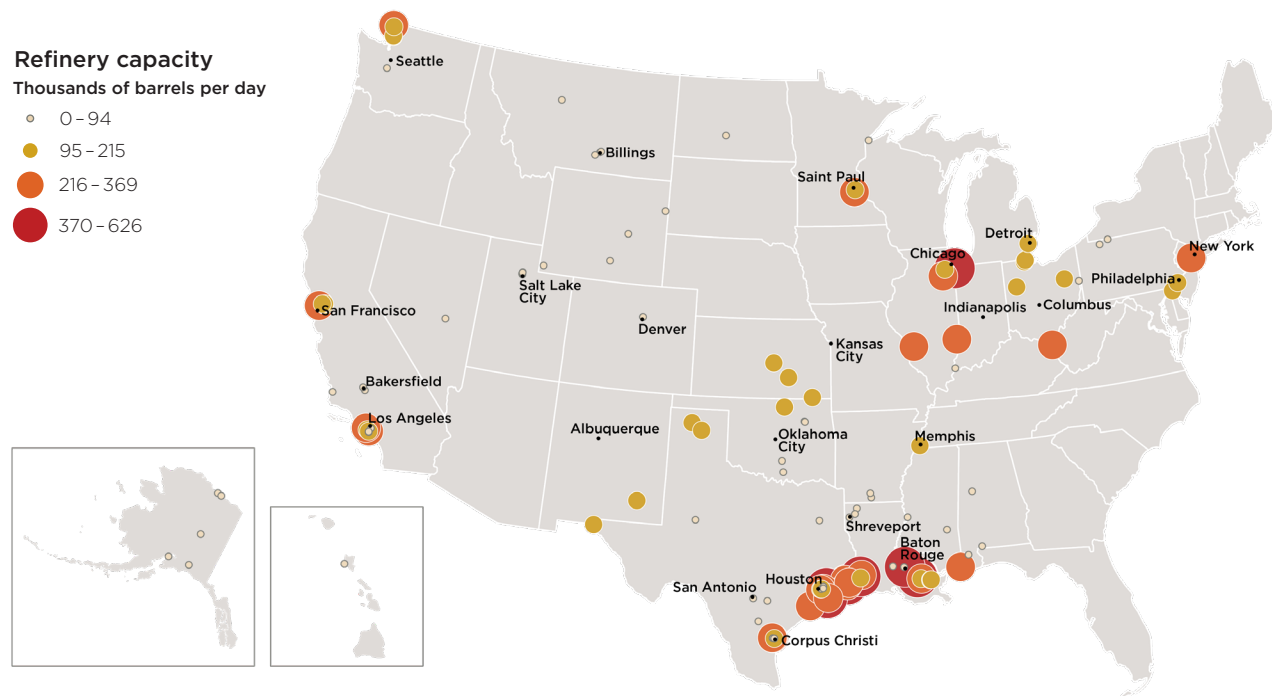 Refinery capacity
Thousands of barrels per day
0–94
95–215
216–369
370–626
Seattle
Billings
Saint Paul
Detroit
Chicago
New York
Philadelphia
Salt Lake
City
Indianapolis
Columbus
San Francisco
Denver
Kansas
City
Bakersfield
Los Angeles
Albuquerque
Oklahoma
City
Memphis
Shreveport
Baton
Rouge
Houston
San Antonio
Corpus Christi